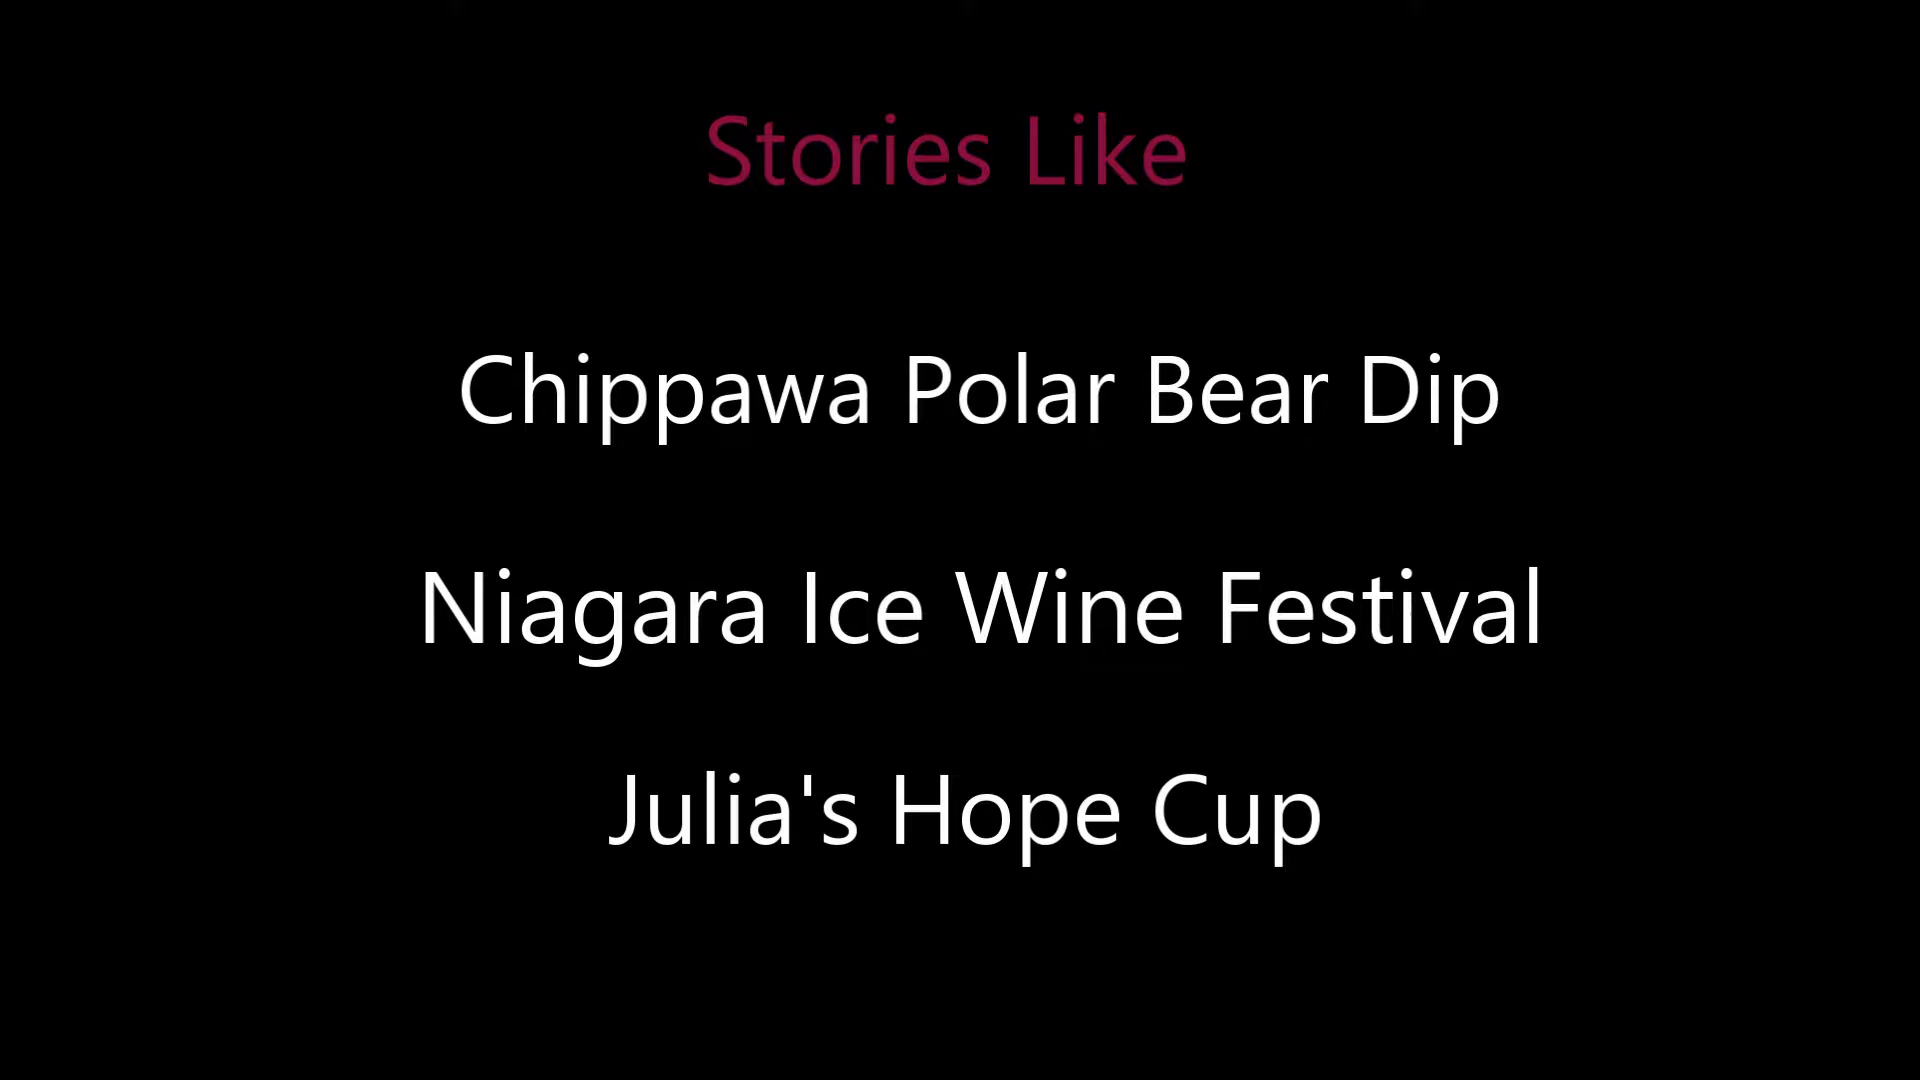 Stories Like
Chippawa Polar Bear Dip
Niagara Ice Wine Festival
Julia's Hope Cup